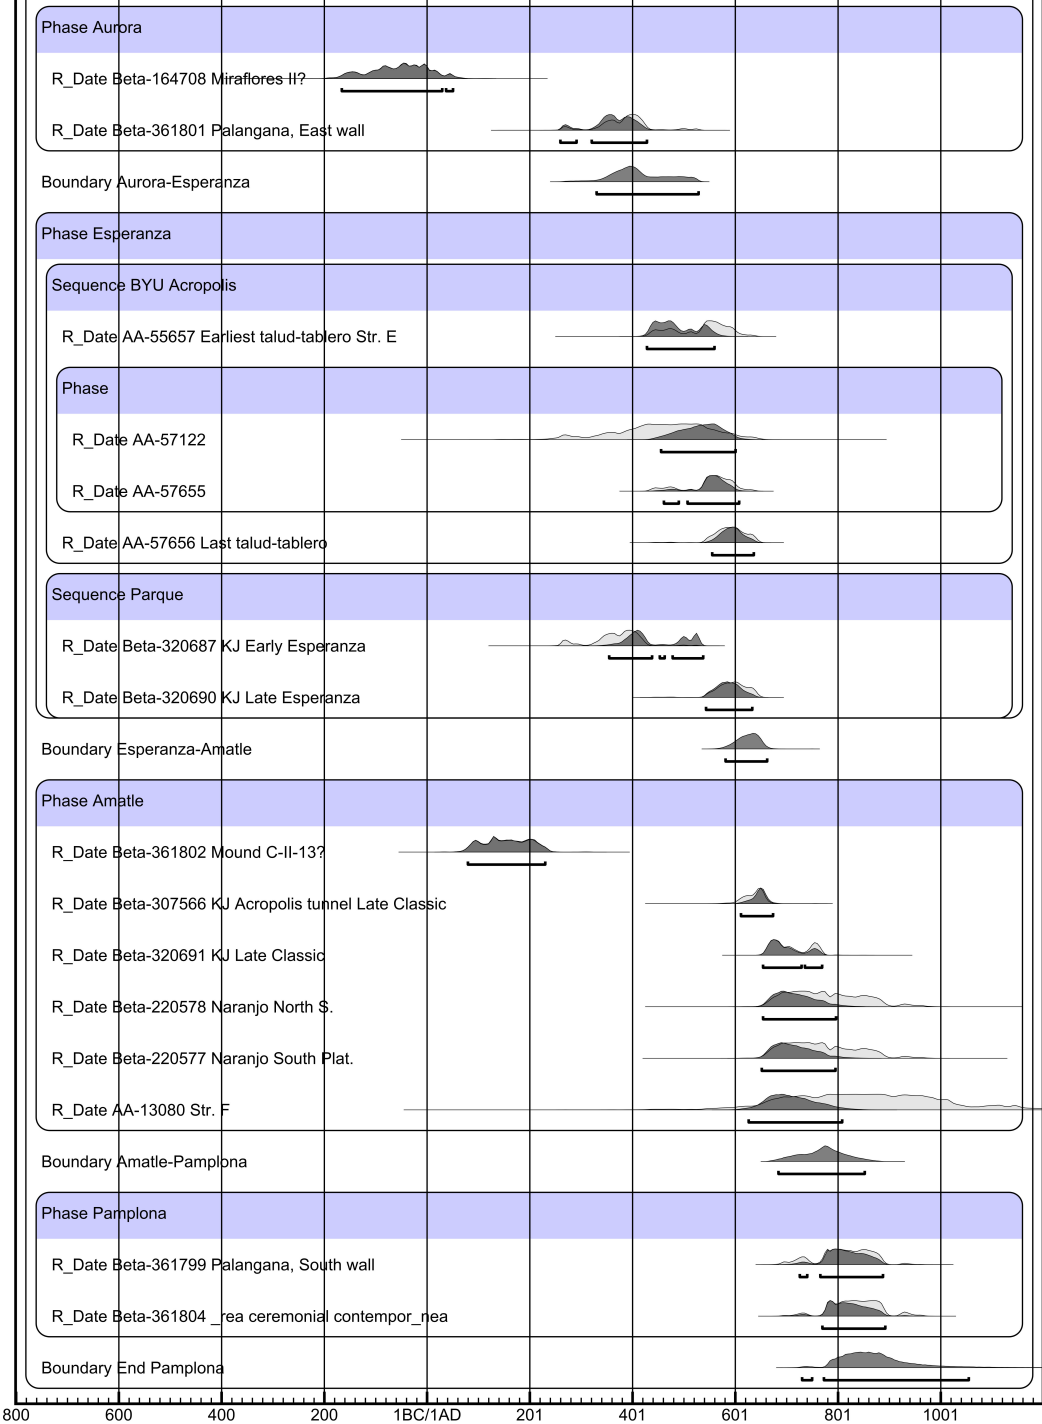 Phase Aurora
R_Date Beta-164708 Miraflores II?
R_Date Beta-361801 Palangana, East wall
Boundary Aurora-Esperanza
Phase Esperanza
Sequence BYU Acropolis
R_Date AA-55657 Earliest talud-tablero Str. E
Phase
R_Date AA-57122
R_Date AA-57655
R_Date AA-57656 Last talud-tablero
Sequence Parque
R_Date Beta-320687 KJ Early Esperanza
R_Date Beta-320690 KJ Late Esperanza
Boundary Esperanza-Amatle
Phase Amatle
R_Date Beta-361802 Mound C-II-13?
R_Date Beta-307566 KJ Acropolis tunnel Late Classic
R_Date Beta-320691 KJ Late Classic
R_Date Beta-220578 Naranjo North S.
R_Date Beta-220577 Naranjo South Plat.
R_Date AA-13080 Str. F
Boundary Amatle-Pamplona
Phase Pamplona
R_Date Beta-361799 Palangana, South wall
R_Date Beta-361804 _rea ceremonial contempor_nea
Boundary End Pamplona
800 600 400 200 1BC/1AD 201 401 601 801 1001